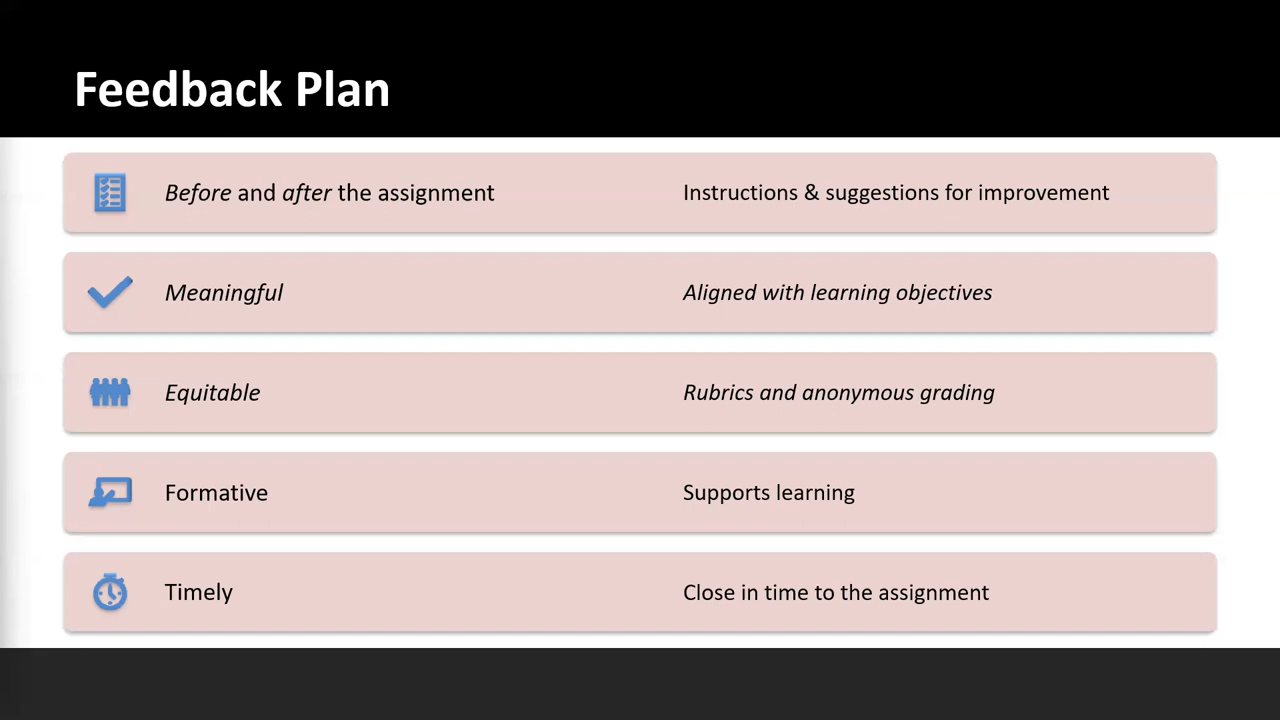 Feedback Plan
Before and after the assignment
Instructions & suggestions for improvement
Meaningful
Aligned with learning objectives
Equitable
Rubrics and anonymous grading
Formative
Supports learning
Timely
Close in time to the assignment